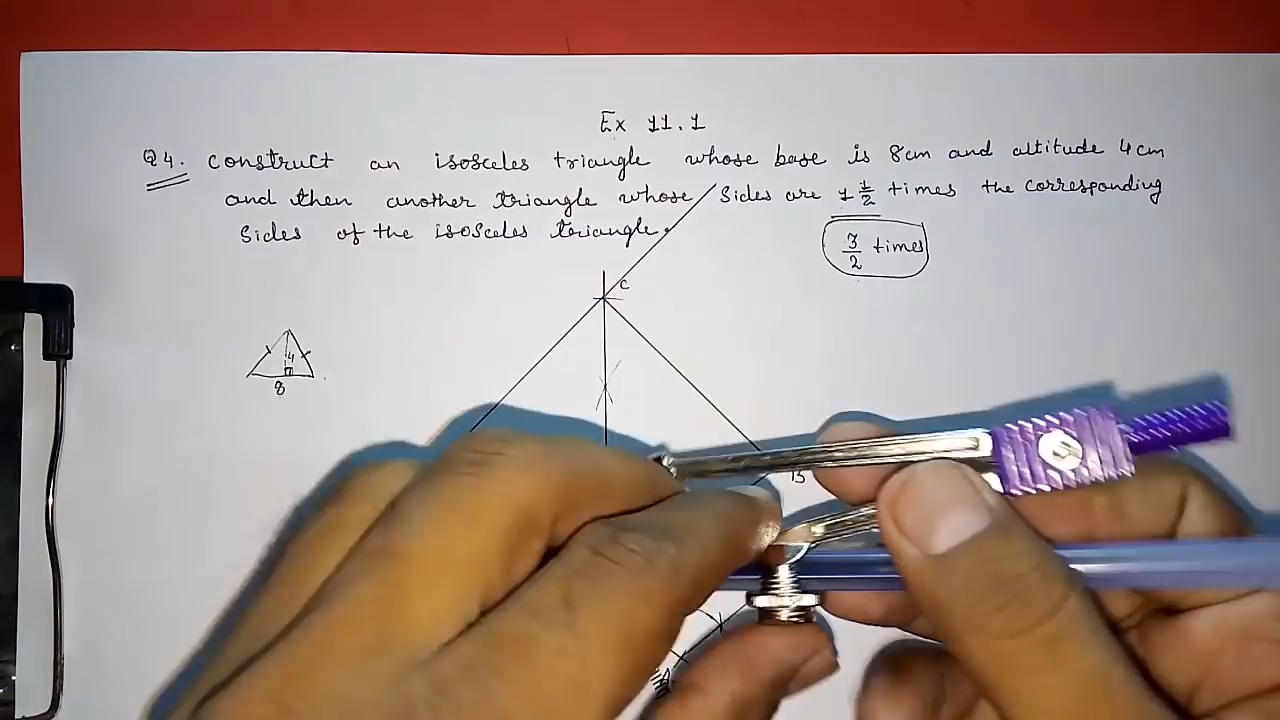 Ex 11.1
Q4. Construct an isosceles triangle whose base is 8cm and altitude 4cm
and then another triangle whose sides are 1 1/2 times the corresponding
sides of the isosceles triangle.
3/2 times
C
4
8
B